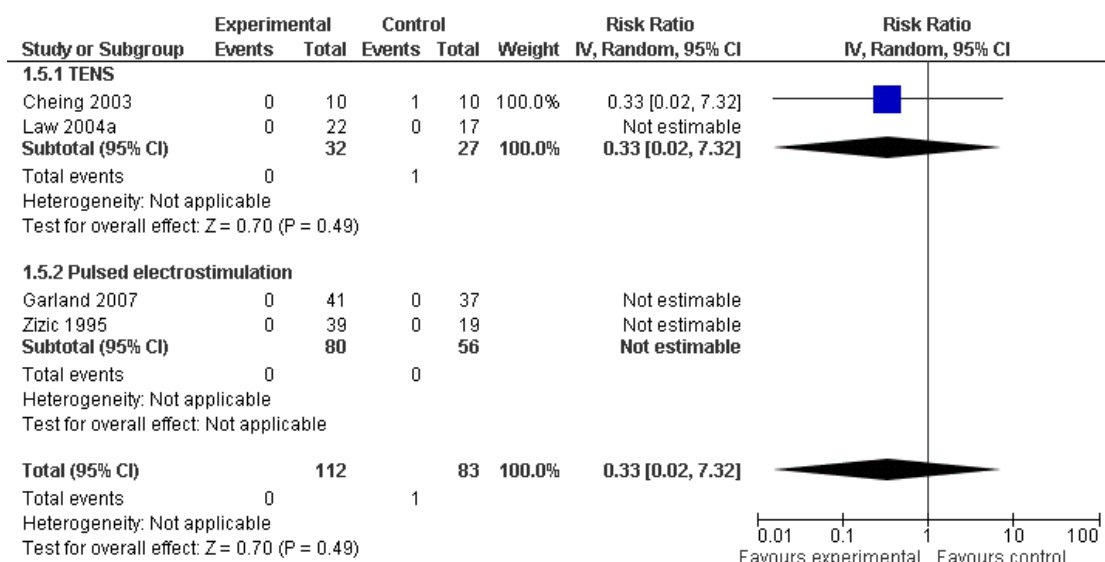 Experimental Control Risk Ratio Risk Ratio
Study or Subgroup Events Total Events Total Weight IV, Random, 95% CI IV, Random, 95% CI
1.5.1 TENS
Cheing 2003 0 10 1 10 100.0% 0.33 [0.02, 7.32]
Law 2004a 0 22 0 17 Not estimable
Subtotal (95% CI) 32 27 100.0% 0.33 [0.02, 7.32]
Total events 0 1
Heterogeneity: Not applicable
Test for overall effect: Z = 0.70 (P = 0.49)
1.5.2 Pulsed electrostimulation
Garland 2007 0 41 0 37 Not estimable
Zizic 1995 0 39 0 19 Not estimable
Subtotal (95% CI) 80 56 Not estimable
Total events 0 0
Heterogeneity: Not applicable
Test for overall effect: Not applicable
Total (95% CI) 112 83 100.0% 0.33 [0.02, 7.32]
Total events 0 1
Heterogeneity: Not applicable
Test for overall effect: Z = 0.70 (P = 0.49)
0.01 0.1 1 10 100
Favours experimental Favours control